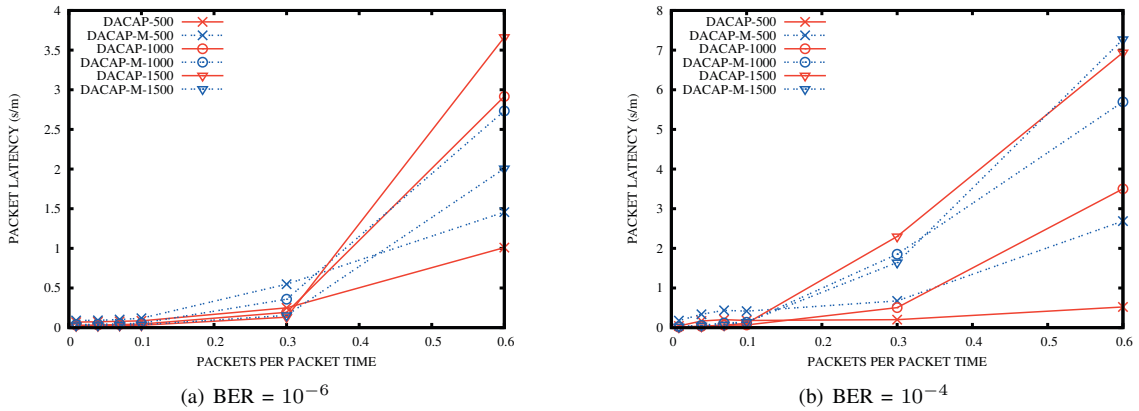 PACKET LATENCY (s/m)
4
3.5
3
2.5
2
1.5
1
0.5
0
DACAP-500
DACAP-M-500
DACAP-1000
DACAP-M-1000
DACAP-1500
DACAP-M-1500
0 0.1 0.2 0.3 0.4 0.5 0.6
PACKETS PER PACKET TIME
(a) BER = 10⁻⁶
PACKET LATENCY (s/m)
8
7
6
5
4
3
2
1
0
DACAP-500
DACAP-M-500
DACAP-1000
DACAP-M-1000
DACAP-1500
DACAP-M-1500
0 0.1 0.2 0.3 0.4 0.5 0.6
PACKETS PER PACKET TIME
(b) BER = 10⁻⁴